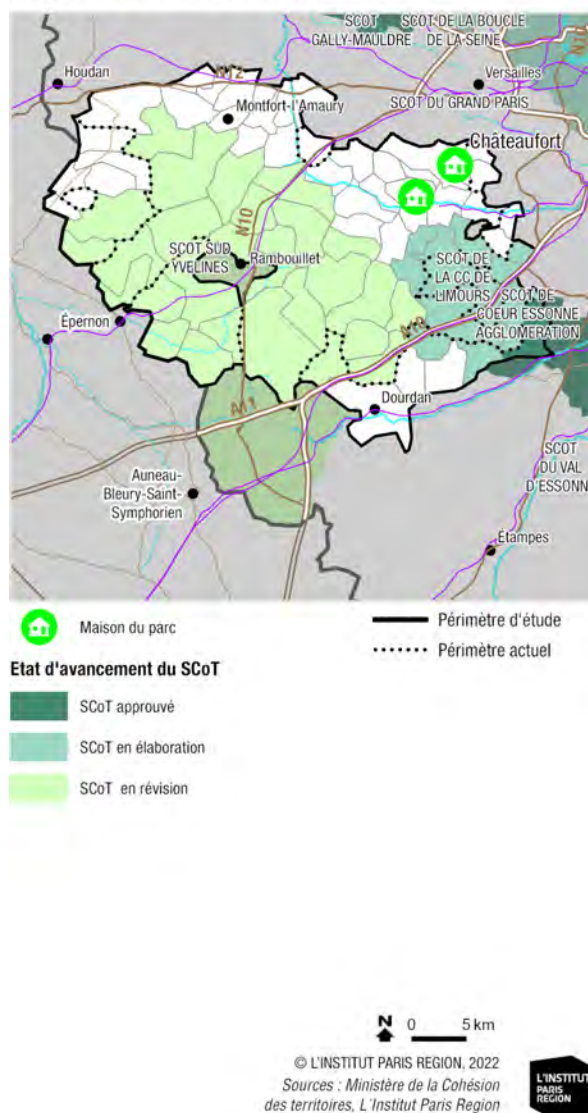 SCOT
GALLY-MAULDRE
SCOT DE LA BOUCLE
DE LA SEINE
Houdan
N12
Versailles
Montfort-l'Amaury
SCOT DU GRAND PARIS
Châteaufort
N10
SCOT SUD
YVELINES
Rambouillet
SCOT DE
LA CC DE
LIMOURS
SCOT DE
COEUR ESSONNE
AGGLOMERATION
Épernon
A10
Dourdan
A11
SCOT
DU VAL
D'ESSONN
Auneau-
Bleury-Saint-
Symphorien
Étampes
Maison du parc
Périmètre d'étude
Périmètre actuel
Etat d'avancement du SCoT
SCoT approuvé
SCoT en élaboration
SCoT en révision
N 0 5 km
© L'INSTITUT PARIS REGION, 2022
Sources : Ministère de la Cohésion
des territoires, L'Institut Paris Region
L'INSTITUT
PARIS
REGION